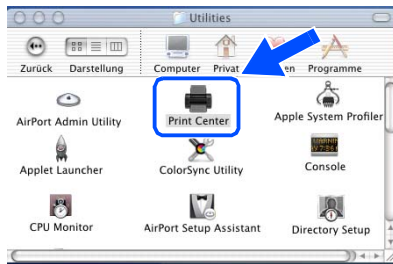 Utilities
Zurück Darstellung Computer Privat en Programme
AirPort Admin Utility Print Center Apple System Profiler
Applet Launcher ColorSync Utility Console
CPU Monitor AirPort Setup Assistant Directory Setup